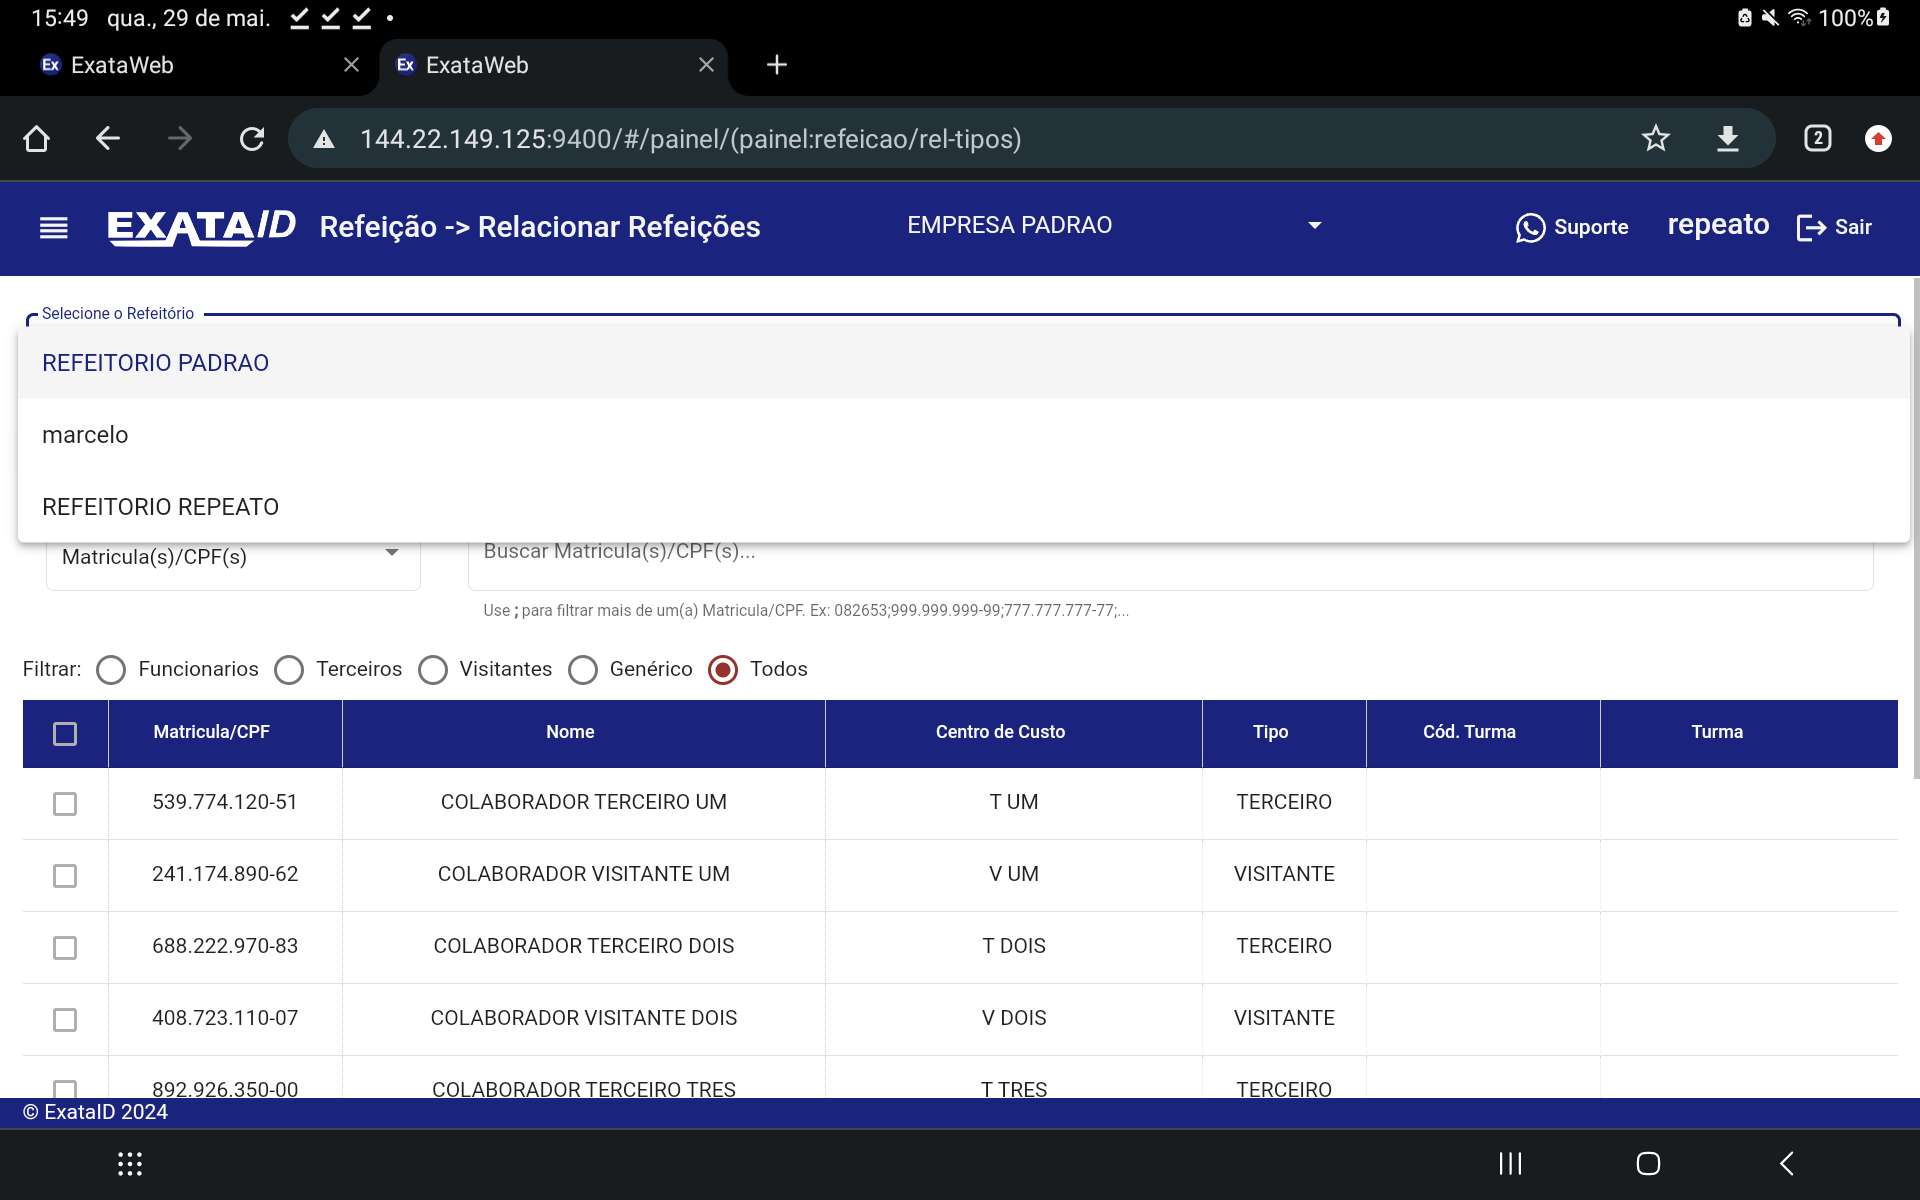 15:49 qua., 29 de mai. 100%
Ex ExataWeb Ex ExataWeb
144.22.149.125:9400/#/painel/(painel:refeicao/rel-tipos) 2
EXATAID Refeição -> Relacionar Refeições EMPRESA PADRAO Suporte repeato Sair
Selecione o Refeitório
REFEITORIO PADRAO
marcelo
REFEITORIO REPEATO
Matricula(s)/CPF(s) Buscar Matricula(s)/CPF(s)...
Use ; para filtrar mais de um(a) Matricula/CPF. Ex: 082653;999.999.999-99;777.777.777-77;...
Filtrar: Funcionarios Terceiros Visitantes Genérico Todos
Matricula/CPF Nome Centro de Custo Tipo Cód. Turma Turma
539.774.120-51 COLABORADOR TERCEIRO UM T UM TERCEIRO
241.174.890-62 COLABORADOR VISITANTE UM V UM VISITANTE
688.222.970-83 COLABORADOR TERCEIRO DOIS T DOIS TERCEIRO
408.723.110-07 COLABORADOR VISITANTE DOIS V DOIS VISITANTE
892.926.350-00 COLABORADOR TERCEIRO TRES T TRES TERCEIRO
© ExataID 2024